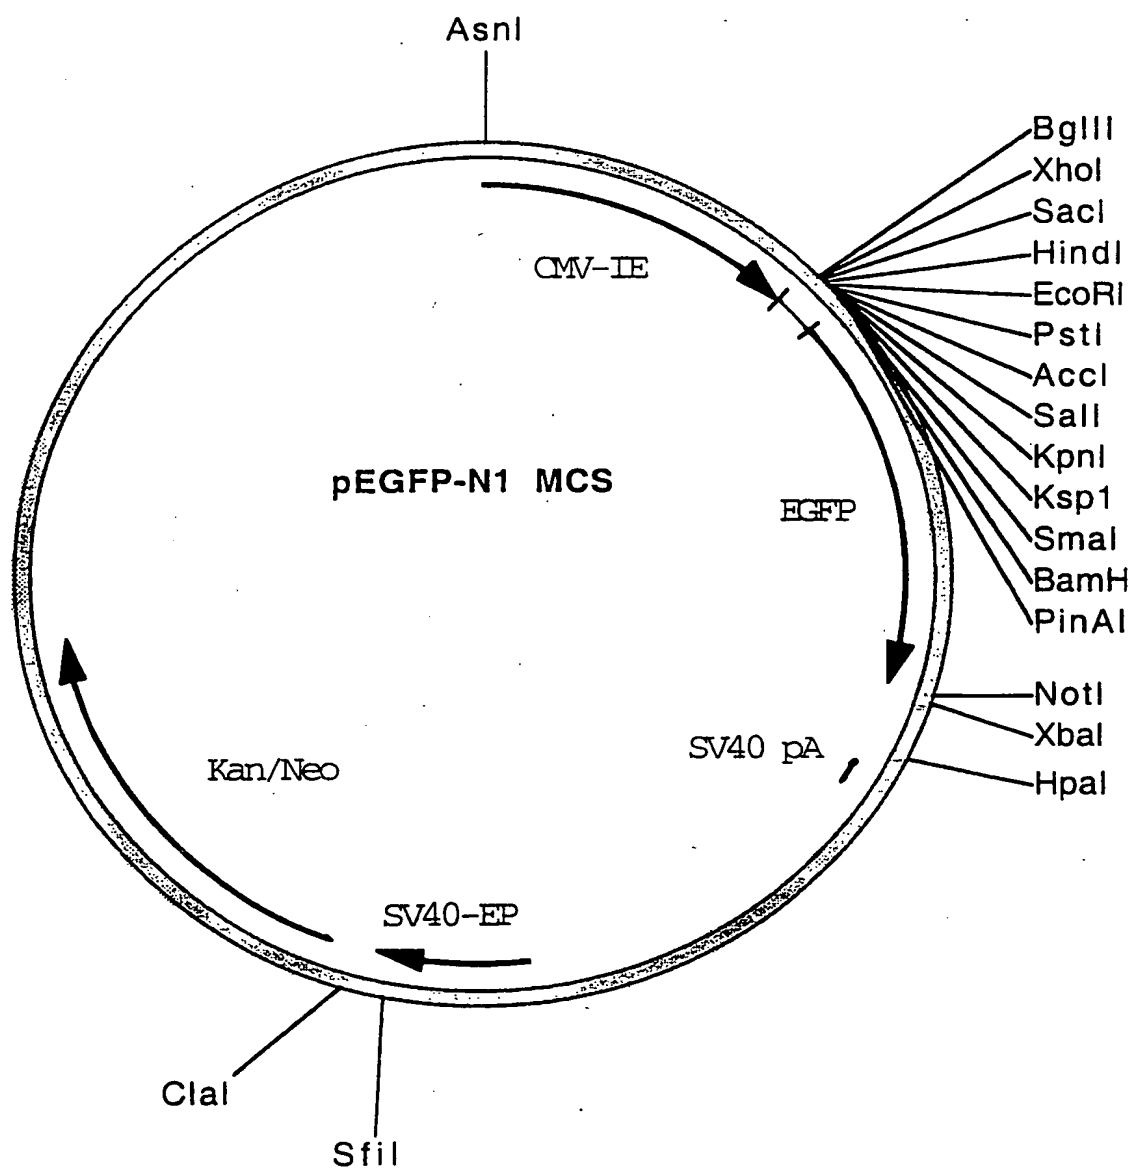 AsnI
BglII
XhoI
SacI
HindI
EcoRI
PstI
AccI
SalI
KpnI
Ksp1
SmaI
BamH
PinAI
NotI
XbaI
HpaI
CMV-IE
pEGFP-N1 MCS
EGFP
SV40 pA
Kan/Neo
SV40-EP
ClaI
SfiI